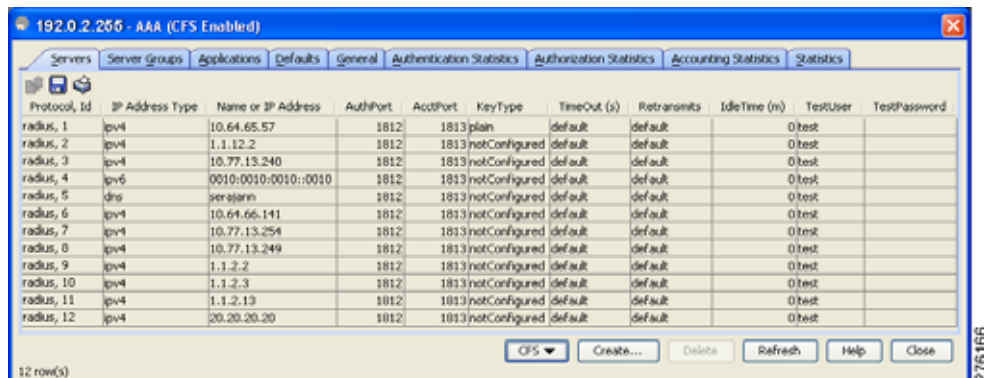 192.0.2.255 - AAA (CFS Enabled)
Servers Server Groups Applications Defaults General Authentication Statistics Authorization Statistics Accounting Statistics Statistics
Protocol, Id IP Address Type Name or IP Address AuthPort AcctPort KeyType TimeOut (s) Retransmits IdleTime (m) TestUser TestPassword
radius, 1 ipv4 10.64.65.57 1812 1813 plain default default 0 test
radius, 2 ipv4 1.1.12.2 1812 1813 notConfigured default default 0 test
radius, 3 ipv4 10.77.13.240 1812 1813 notConfigured default default 0 test
radius, 4 ipv6 0010:0010:0010::0010 1812 1813 notConfigured default default 0 test
radius, 5 dns serajann 1812 1813 notConfigured default default 0 test
radius, 6 ipv4 10.64.66.141 1812 1813 notConfigured default default 0 test
radius, 7 ipv4 10.77.13.254 1812 1813 notConfigured default default 0 test
radius, 8 ipv4 10.77.13.249 1812 1813 notConfigured default default 0 test
radius, 9 ipv4 1.1.2.2 1812 1813 notConfigured default default 0 test
radius, 10 ipv4 1.1.2.3 1812 1813 notConfigured default default 0 test
radius, 11 ipv4 1.1.2.13 1812 1813 notConfigured default default 0 test
radius, 12 ipv4 20.20.20.20 1812 1813 notConfigured default default 0 test
CFS Create... Delete Refresh Help Close
12 row(s)
276166